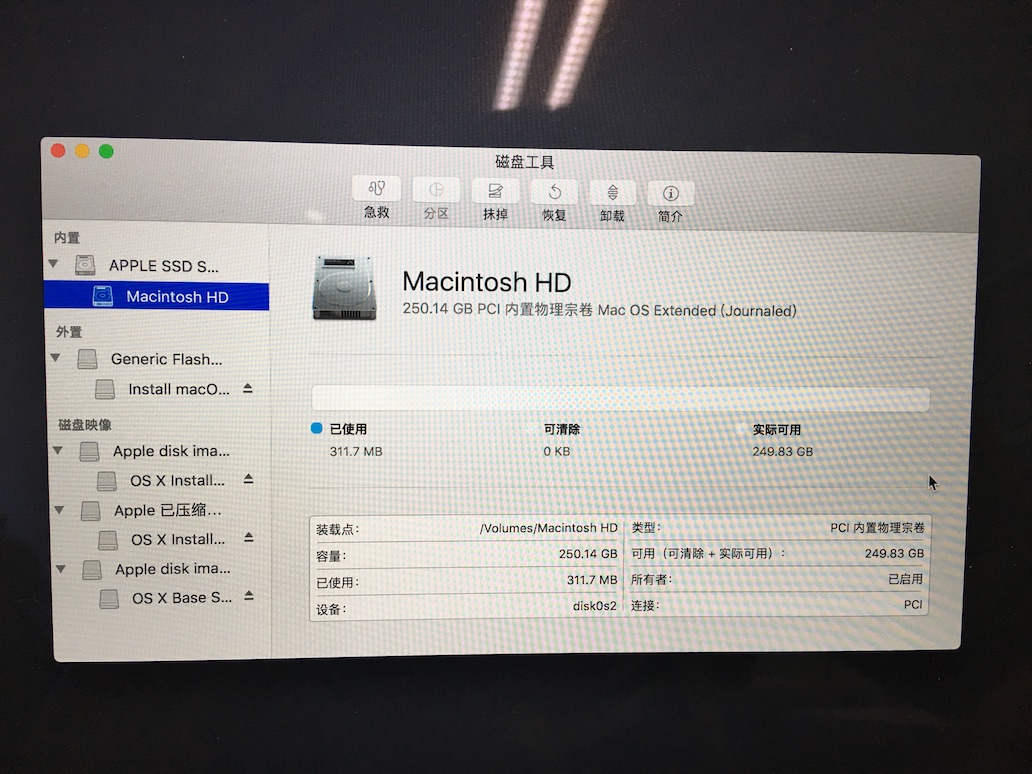 磁盘工具
急救 分区 抹掉 恢复 卸载 简介
内置
APPLE SSD S...
Macintosh HD
外置
Generic Flash...
Install macO...
磁盘映像
Apple disk ima...
OS X Install...
Apple 已压缩...
OS X Install...
Apple disk ima...
OS X Base S...
Macintosh HD
250.14 GB PCI 内置物理宗卷 Mac OS Extended (Journaled)
已使用 可清除 实际可用
311.7 MB 0 KB 249.83 GB
装载点: /Volumes/Macintosh HD 类型: PCI 内置物理宗卷
容量: 250.14 GB 可用（可清除 + 实际可用）: 249.83 GB
已使用: 311.7 MB 所有者: 已启用
设备: disk0s2 连接: PCI